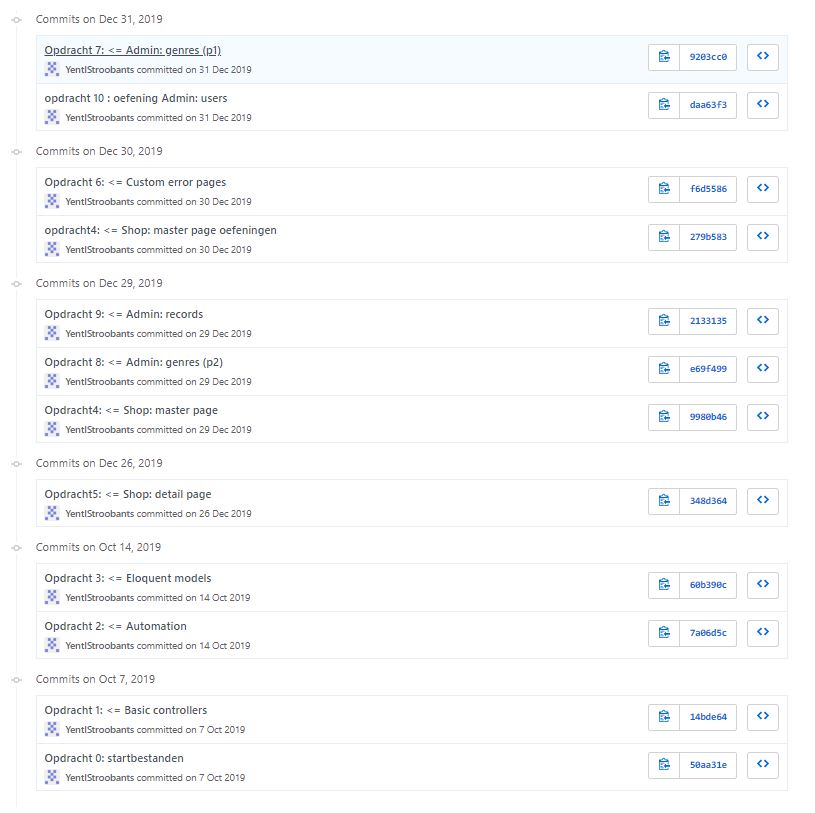 Commits on Dec 31, 2019
Opdracht 7: <= Admin: genres (p1)
YentlStroobants committed on 31 Dec 2019
9203cc0
opdracht 10 : oefening Admin: users
YentlStroobants committed on 31 Dec 2019
daa63f3
Commits on Dec 30, 2019
Opdracht 6: <= Custom error pages
YentlStroobants committed on 30 Dec 2019
f6d5586
opdracht4: <= Shop: master page oefeningen
YentlStroobants committed on 30 Dec 2019
279b583
Commits on Dec 29, 2019
Opdracht 9: <= Admin: records
YentlStroobants committed on 29 Dec 2019
2133135
Opdracht 8: <= Admin: genres (p2)
YentlStroobants committed on 29 Dec 2019
e69f499
Opdracht4: <= Shop: master page
YentlStroobants committed on 29 Dec 2019
9980b46
Commits on Dec 26, 2019
Opdracht5: <= Shop: detail page
YentlStroobants committed on 26 Dec 2019
348d364
Commits on Oct 14, 2019
Opdracht 3: <= Eloquent models
YentlStroobants committed on 14 Oct 2019
60b390c
Opdracht 2: <= Automation
YentlStroobants committed on 14 Oct 2019
7a06d5c
Commits on Oct 7, 2019
Opdracht 1: <= Basic controllers
YentlStroobants committed on 7 Oct 2019
14bde64
Opdracht 0: startbestanden
YentlStroobants committed on 7 Oct 2019
50aa31e